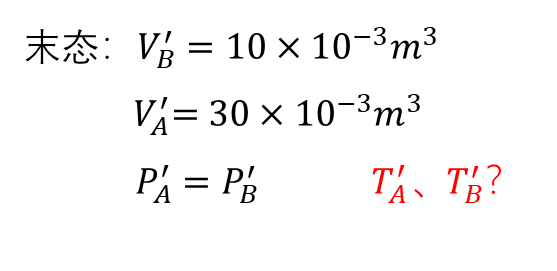 末态：V′_B = 10 × 10⁻³m³
V′_A = 30 × 10⁻³m³
P′_A = P′_B T′_A、T′_B？